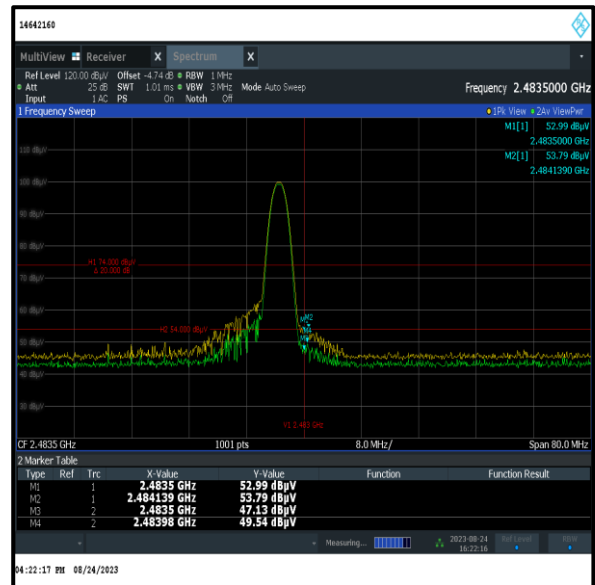 14642160
MultiView Receiver X Spectrum X
Ref Level 120.00 dBµV Offset -4.74 dB RBW 1 MHz
Att 25 dB SWT 1.01 ms VBW 3 MHz Mode Auto Sweep Frequency 2.4835000 GHz
Input 1 AC PS On Notch Off
1 Frequency Sweep 1Pk View 2Av ViewPwr
M1[1] 52.99 dBµV
2.4835000 GHz
M2[1] 53.79 dBµV
2.4841390 GHz
110 dBµV
100 dBµV
90 dBµV
80 dBµV
H1 74.000 dBµV
70 dBµV
60 dBµV
M2
H2 54.000 dBµV
50 dBµV
40 dBµV
30 dBµV
V1 2.483 GHz
CF 2.4835 GHz 1001 pts 8.0 MHz/ Span 80.0 MHz
2 Marker Table
Type Ref Trc X-Value Y-Value Function Function Result
M1 1 2.4835 GHz 52.99 dBµV
M2 1 2.484139 GHz 53.79 dBµV
M3 2 2.4835 GHz 47.13 dBµV
M4 2 2.48398 GHz 49.54 dBµV
Measuring... 2023-08-24 Ref Level RBW
16:22:16
04:22:17 PM 08/24/2023